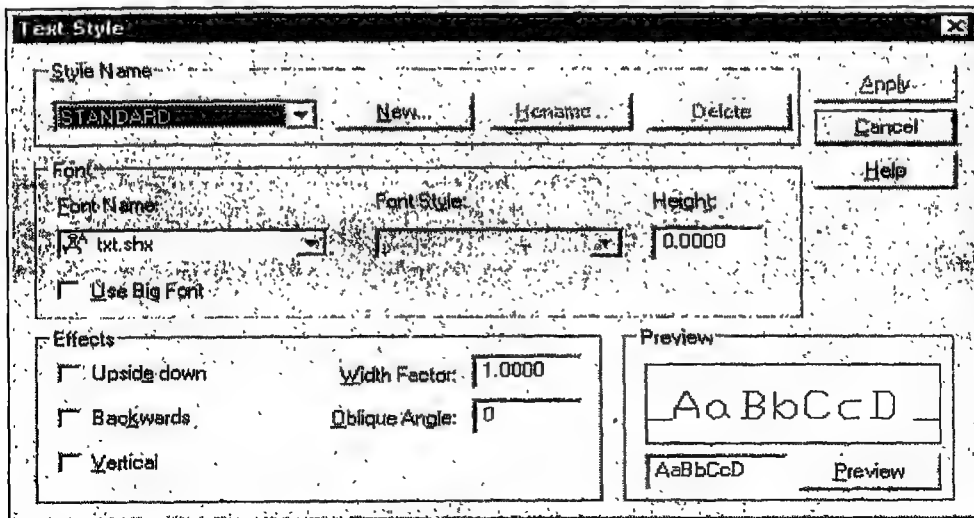 Text Style
Style Name
STANDARD
New...
Rename...
Delete
Apply
Cancel
Help
Font
Font Name:
Font Style:
Height:
txt.shx
0.0000
Use Big Font
Effects
Upside down
Width Factor: 1.0000
Backwards
Oblique Angle: 0
Vertical
Preview
AaBbCcD
AaBbCcD
Preview